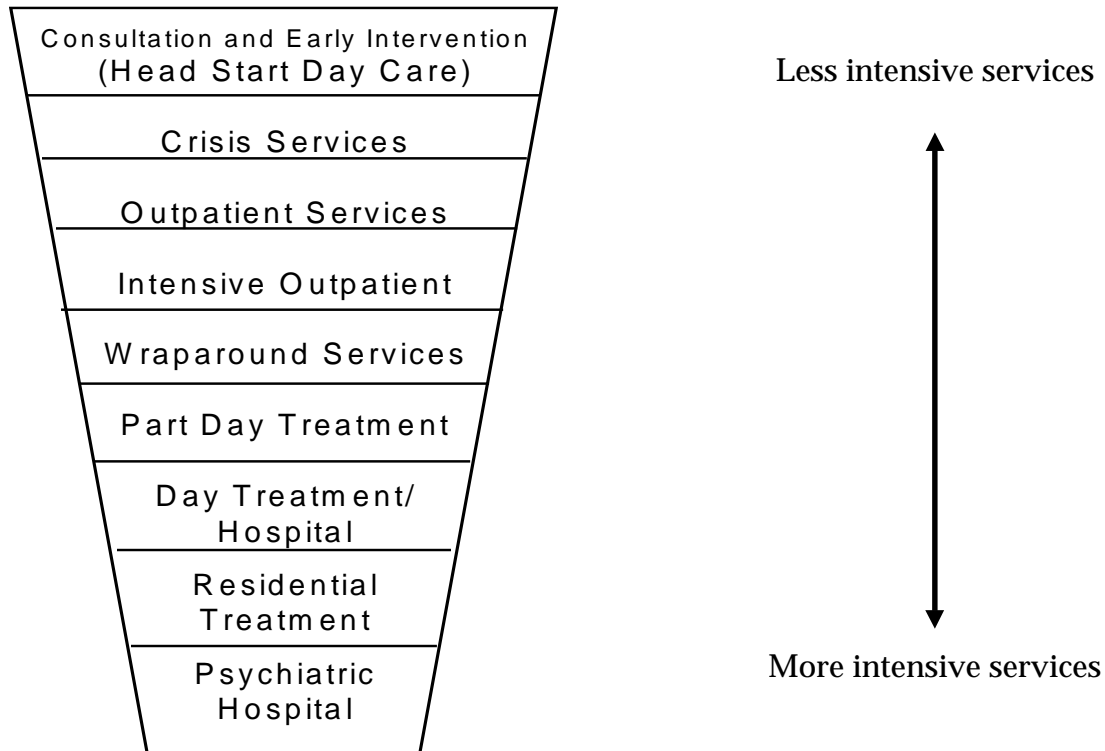 Consultation and Early Intervention
(Head Start Day Care)
Less intensive services
Crisis Services
Outpatient Services
Intensive Outpatient
Wraparound Services
Part Day Treatment
Day Treatment/
Hospital
Residential
Treatment
More intensive services
Psychiatric
Hospital